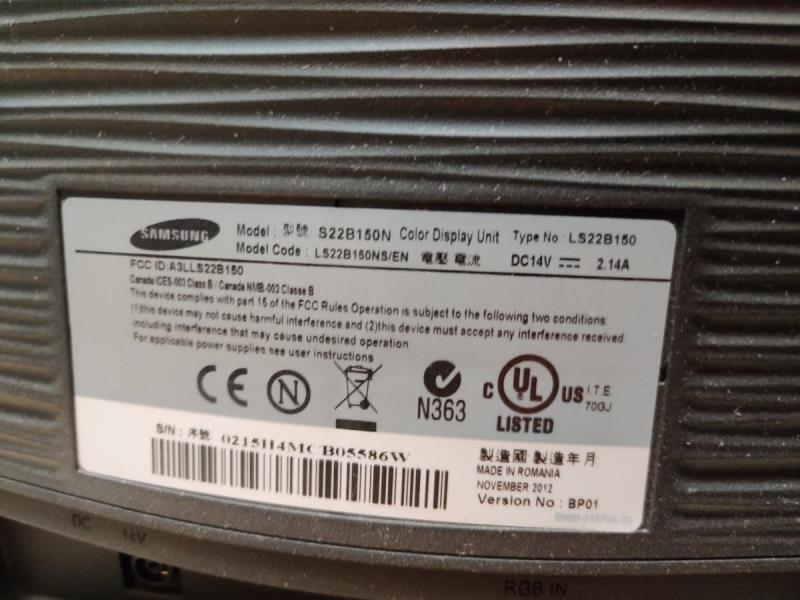 SAMSUNG
Model : 型號 S22B150N Color Display Unit Type No.: LS22B150
Model Code : LS22B150NS/EN 電壓 電流 DC14V 2.14A
FCC ID:A3LLS22B150
Canada ICES-003 Class B / Canada NMB-003 Classe B
This device complies with part 15 of the FCC Rules Operation is subject to the following two conditions:
(1)this device may not cause harmful interference.and (2)this device must accept any interference received.
including interference that may cause undesired operation.
For applicable power supplies see user instructions
CE N N363 C UL US I.T.E.
70GJ
LISTED
S/N : 序號 0215H4MCB05586W
製造國 製造年月
MADE IN ROMANIA
NOVEMBER 2012
Version No : BP01
BN68-01570A-00
DC 14V
RGB IN